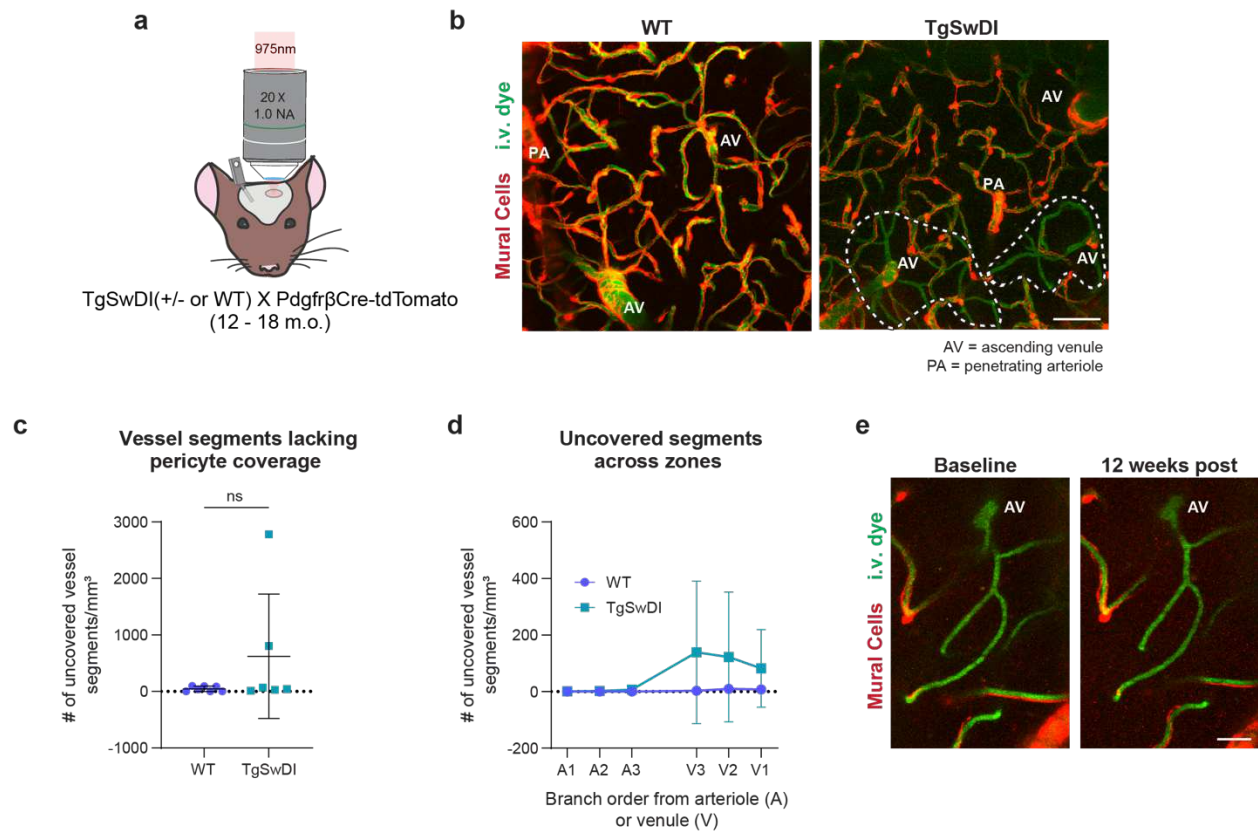 a
975nm
20 X
1.0 NA
TgSwDI(+/- or WT) X PdgfrβCre-tdTomato
(12 - 18 m.o.)
b
WT
TgSwDI
Mural Cells i.v. dye
PA
AV
AV
AV
PA
AV
AV
AV = ascending venule
PA = penetrating arteriole
c
Vessel segments lacking
pericyte coverage
ns
# of uncovered vessel
segments/mm³
3000
2000
1000
0
-1000
WT
TgSwDI
d
Uncovered segments
across zones
# of uncovered vessel
segments/mm³
600
400
200
0
-200
WT
TgSwDI
A1 A2 A3 V3 V2 V1
Branch order from arteriole (A)
or venule (V)
e
Baseline
12 weeks post
Mural Cells i.v. dye
AV
AV